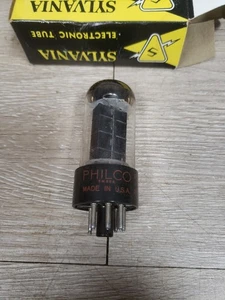 SYLVANIA
SYLVANIA
ELECTRONIC TUBE
PHILCO
MADE IN U.S.A.